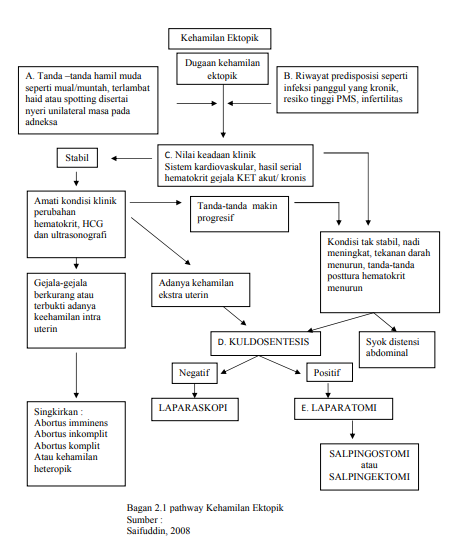 Kehamilan Ektopik
Dugaan kehamilan
ektopik
A. Tanda –tanda hamil muda
seperti mual/muntah, terlambat
haid atau spotting disertai
nyeri unilateral masa pada
adneksa
B. Riwayat predisposisi seperti
infeksi panggul yang kronik,
resiko tinggi PMS, infertilitas
Stabil
C. Nilai keadaan klinik
Sistem kardiovaskular, hasil serial
hematokrit gejala KET akut/ kronis
Amati kondisi klinik
perubahan
hematokrit, HCG
dan ultrasonografi
Tanda-tanda makin
progresif
Kondisi tak stabil, nadi
meningkat, tekanan darah
menurun, tanda-tanda
posttura hematokrit
menurun
Gejala-gejala
berkurang atau
terbukti adanya
keehamilan intra
uterin
Adanya kehamilan
ekstra uterin
D. KULDOSENTESIS
Syok distensi
abdominal
Negatif
Positif
LAPARASKOPI
E. LAPARATOMI
Singkirkan :
Abortus imminens
Abortus inkomplit
Abortus komplit
Atau kehamilan
heteropik
SALPINGOSTOMI
atau
SALPINGEKTOMI
Bagan 2.1 pathway Kehamilan Ektopik
Sumber :
Saifuddin, 2008